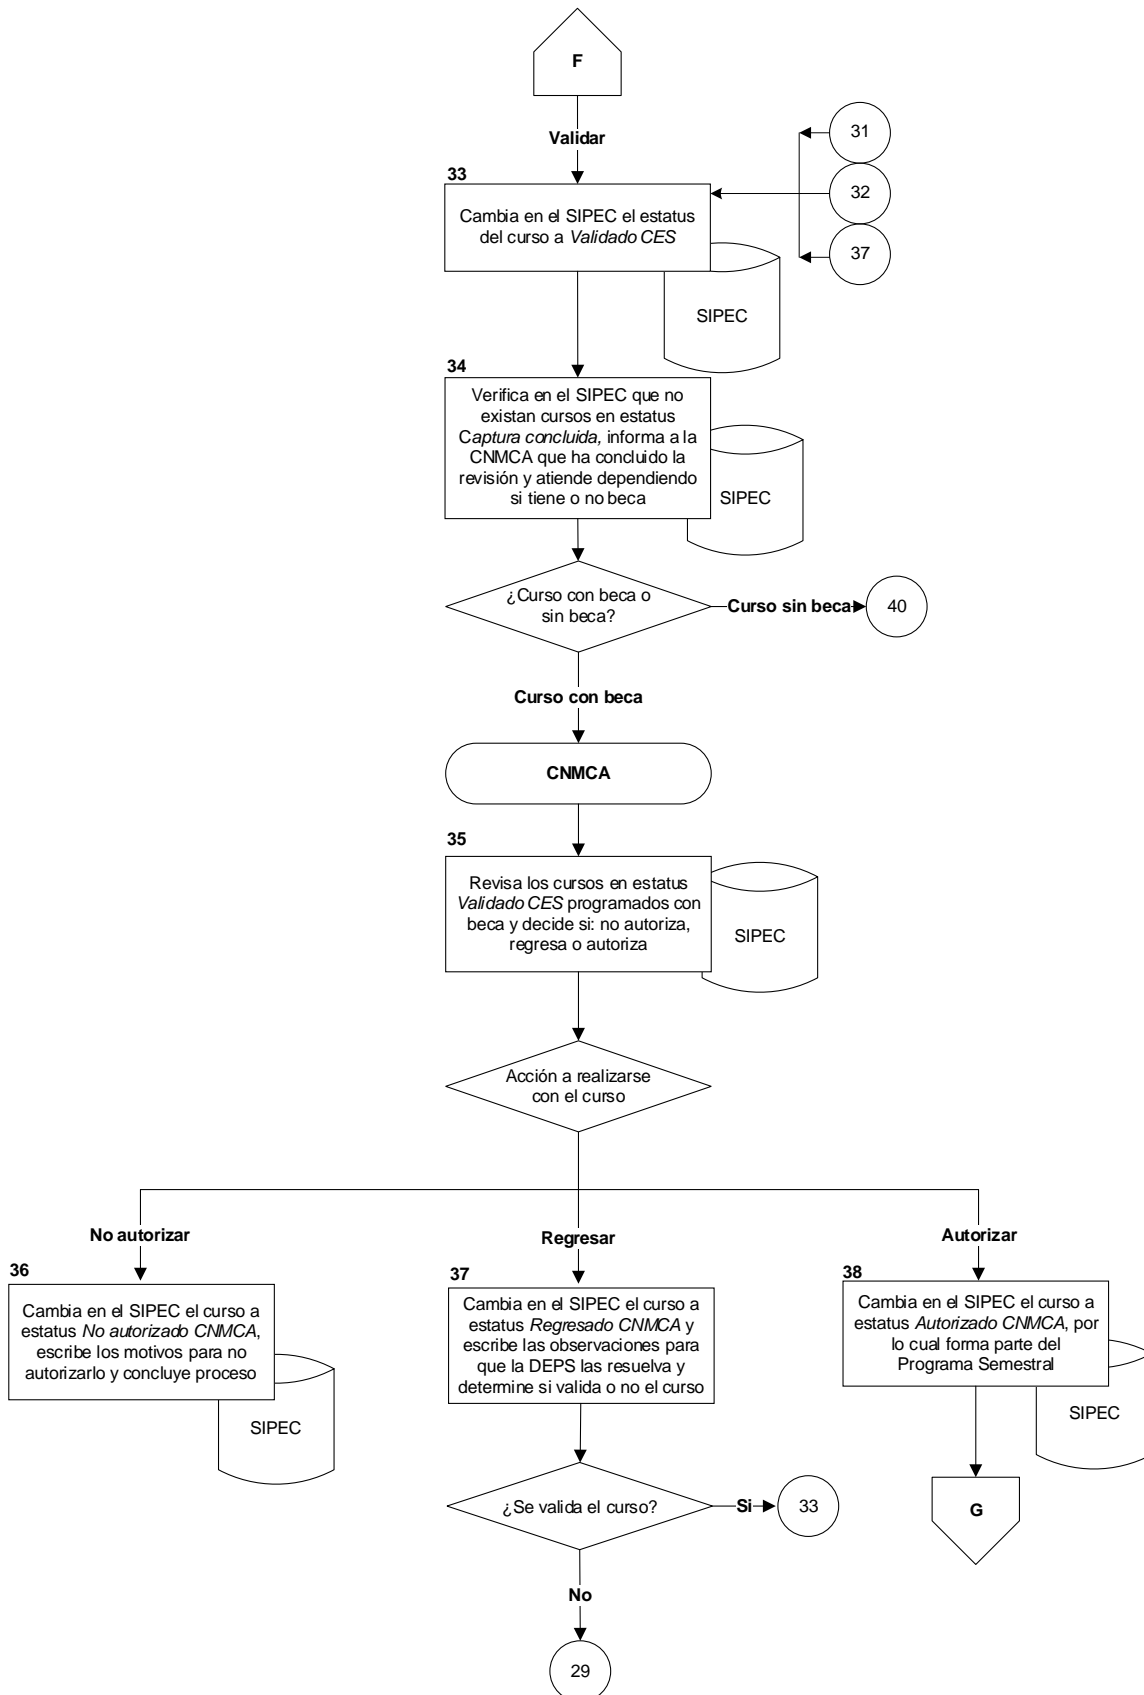 F
Validar
31
33
Cambia en el SIPEC el estatus
del curso a Validado CES
32
37
SIPEC
34
Verifica en el SIPEC que no
existan cursos en estatus
Captura concluida, informa a la
CNMCA que ha concluido la
revisión y atiende dependiendo
si tiene o no beca
SIPEC
¿Curso con beca o
sin beca?
Curso sin beca
40
Curso con beca
CNMCA
35
Revisa los cursos en estatus
Validado CES programados con
beca y decide si: no autoriza,
regresa o autoriza
SIPEC
Acción a realizarse
con el curso
No autorizar
Regresar
Autorizar
36
Cambia en el SIPEC el curso a
estatus No autorizado CNMCA,
escribe los motivos para no
autorizarlo y concluye proceso
SIPEC
37
Cambia en el SIPEC el curso a
estatus Regresado CNMCA y
escribe las observaciones para
que la DEPS las resuelva y
determine si valida o no el curso
38
Cambia en el SIPEC el curso a
estatus Autorizado CNMCA, por
lo cual forma parte del
Programa Semestral
SIPEC
¿Se valida el curso?
Si
33
G
No
29